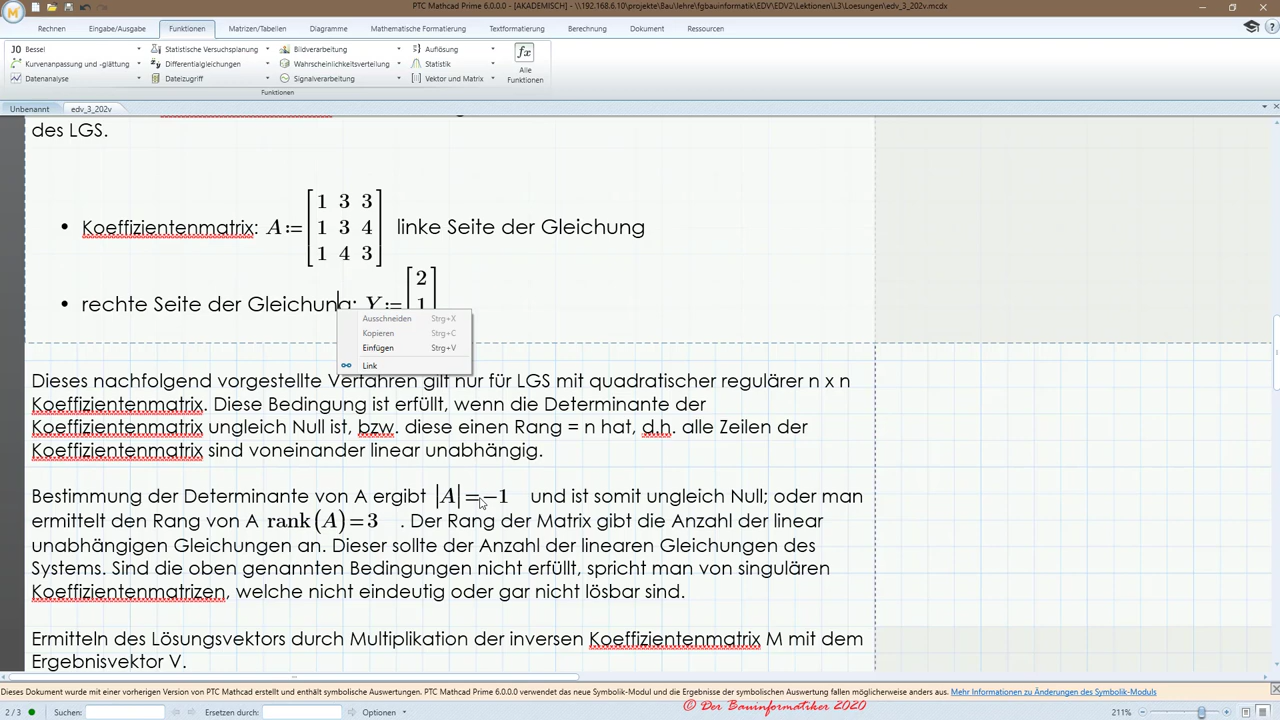 PTC Mathcad Prime 6.0.0.0 - [AKADEMISCH] - \\192.168.6.10\projekte\Bau\lehre\fgbauinformatik\EDV\EDV2\Lektionen\L3\Loesungen\edv_3_202v.mcdx
Rechnen Eingabe/Ausgabe Funktionen Matrizen/Tabellen Diagramme Mathematische Formatierung Textformatierung Berechnung Dokument Ressourcen
Bessel Statistische Versuchsplanung Bildverarbeitung Auflösung
Kurvenanpassung und -glättung Differentialgleichungen Wahrscheinlichkeitsverteilung Statistik
Datenanalyse Dateizugriff Signalverarbeitung Vektor und Matrix
fx
Alle
Funktionen
Funktionen
Unbenannt edv_3_202v
des LGS.
• Koeffizientenmatrix: A:= [1 3 3
1 3 4
1 4 3] linke Seite der Gleichung
• rechte Seite der Gleichung: Y:= [2
1
Ausschneiden Strg+X
Kopieren Strg+C
Einfügen Strg+V
Link
Dieses nachfolgend vorgestellte Verfahren gilt nur für LGS mit quadratischer regulärer n x n
Koeffizientenmatrix. Diese Bedingung ist erfüllt, wenn die Determinante der
Koeffizientenmatrix ungleich Null ist, bzw. diese einen Rang = n hat, d.h. alle Zeilen der
Koeffizientenmatrix sind voneinander linear unabhängig.
Bestimmung der Determinante von A ergibt |A|=−1 und ist somit ungleich Null; oder man
ermittelt den Rang von A rank(A)=3 . Der Rang der Matrix gibt die Anzahl der linear
unabhängigen Gleichungen an. Dieser sollte der Anzahl der linearen Gleichungen des
Systems. Sind die oben genannten Bedingungen nicht erfüllt, spricht man von singulären
Koeffizientenmatrizen, welche nicht eindeutig oder gar nicht lösbar sind.
Ermitteln des Lösungsvektors durch Multiplikation der inversen Koeffizientenmatrix M mit dem
Ergebisvektor V.
Dieses Dokument wurde mit einer vorherigen Version von PTC Mathcad erstellt und enthält symbolische Auswertungen. PTC Mathcad Prime 6.0.0.0 verwendet das neue Symbolik-Modul und die Ergebnisse der symbolischen Auswertung fallen möglicherweise anders aus. Mehr Informationen zu Änderungen des Symbolik-Moduls
2 / 3 Suchen: Ersetzen durch: Optionen 211%
© Der Bauinformatiker 2020